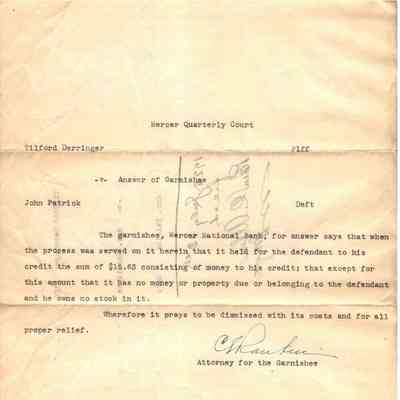 Mercer Quarterly Court
Tilford Derringer Plff
-v- Answer of Garnishee
John Patrick Deft
The garnishee, Mercer National Bank, for answer says that when
the process was served on it herein that it held for the defendant to his
credit the sum of $15.63 consisting of money to his credit; that except for
this amount that it has no money or property due or belonging to the defendant
and he owns no stock in it.
Wherefore it prays to be dismissed with its costs and for all
proper relief.
C E Rankin
Attorney for the Garnishee